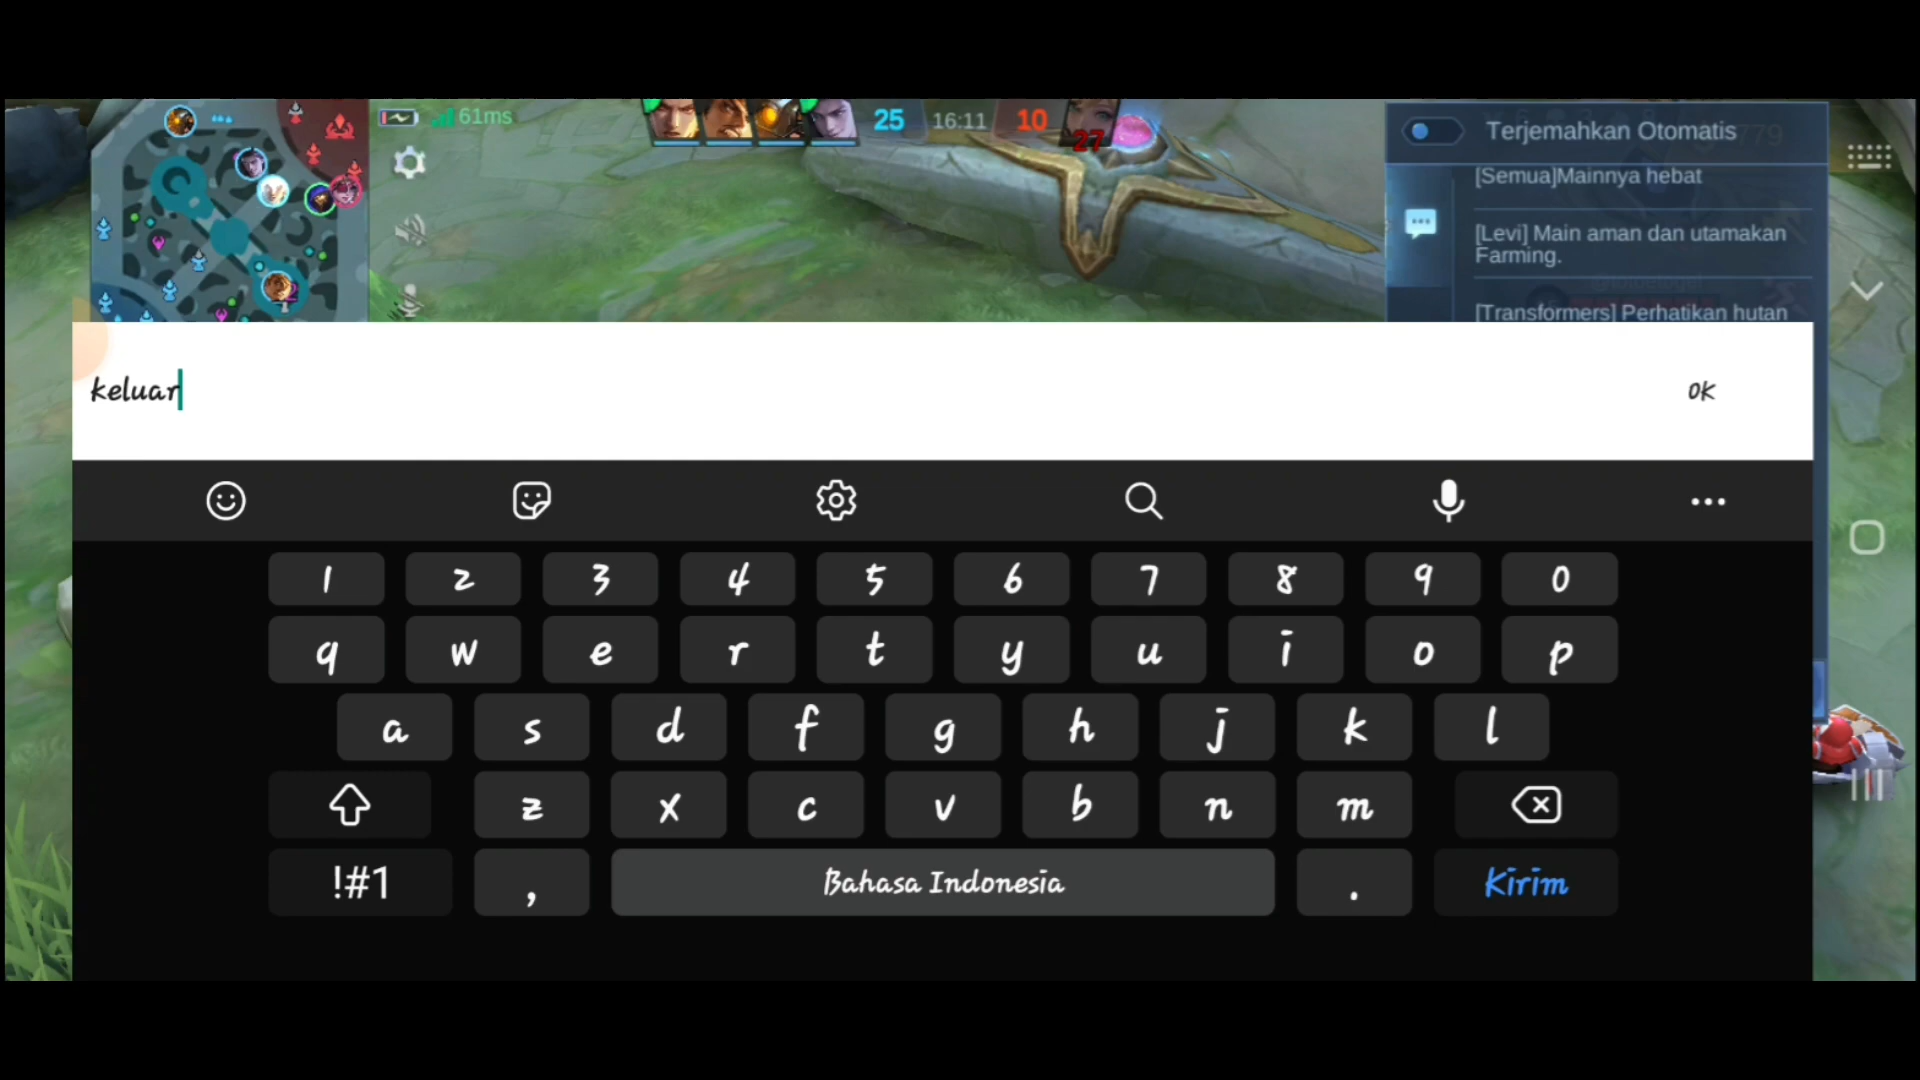 61ms
25
16:11
10
27
Terjemahkan Otomatis
[Semua]Mainnya hebat
[Levi] Main aman dan utamakan
Farming.
[Transformers] Perhatikan hutan
keluar
OK
1 2 3 4 5 6 7 8 9 0
q w e r t y u i o p
a s d f g h j k l
z x c v b n m
!#1 , Bahasa Indonesia . Kirim